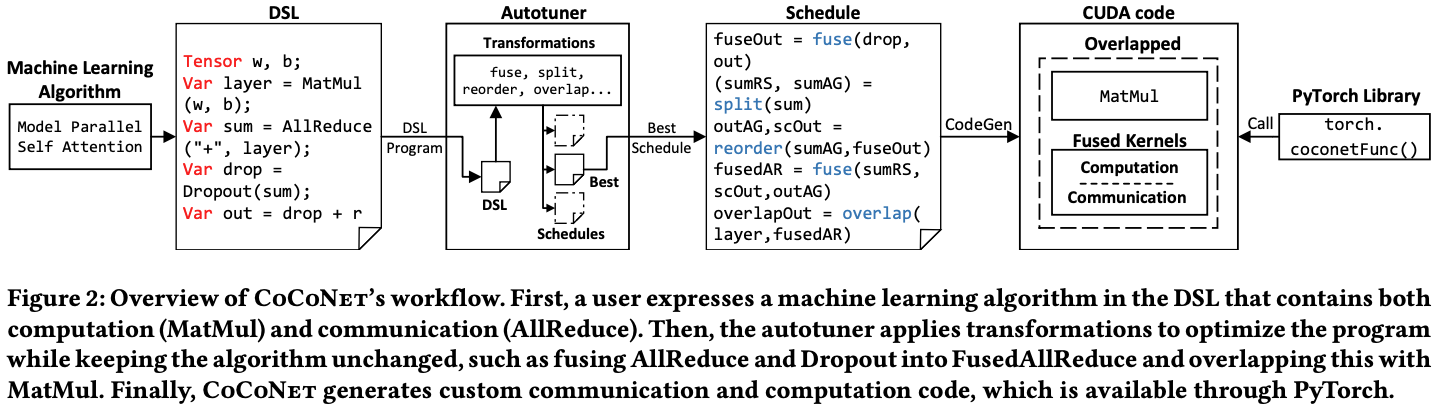 DSL
Autotuner
Schedule
CUDA code
Machine Learning
Algorithm
Model Parallel
Self Attention
Tensor w, b;
Var layer = MatMul
(w, b);
Var sum = AllReduce
("+", layer);
Var drop =
Dropout(sum);
Var out = drop + r
DSL
Program
Transformations
fuse, split,
reorder, overlap...
DSL
Best
Schedules
Best
Schedule
fuseOut = fuse(drop,
out)
(sumRS, sumAG) =
split(sum)
outAG,scOut =
reorder(sumAG,fuseOut)
fusedAR = fuse(sumRS,
scOut,outAG)
overlapOut = overlap(
layer,fusedAR)
CodeGen
Overlapped
MatMul
Fused Kernels
Computation
Communication
Call
PyTorch Library
torch.
coconetFunc()
Figure 2: Overview of CoCoNet's workflow. First, a user expresses a machine learning algorithm in the DSL that contains both
computation (MatMul) and communication (AllReduce). Then, the autotuner applies transformations to optimize the program
while keeping the algorithm unchanged, such as fusing AllReduce and Dropout into FusedAllReduce and overlapping this with
MatMul. Finally, CoCoNet generates custom communication and computation code, which is available through PyTorch.